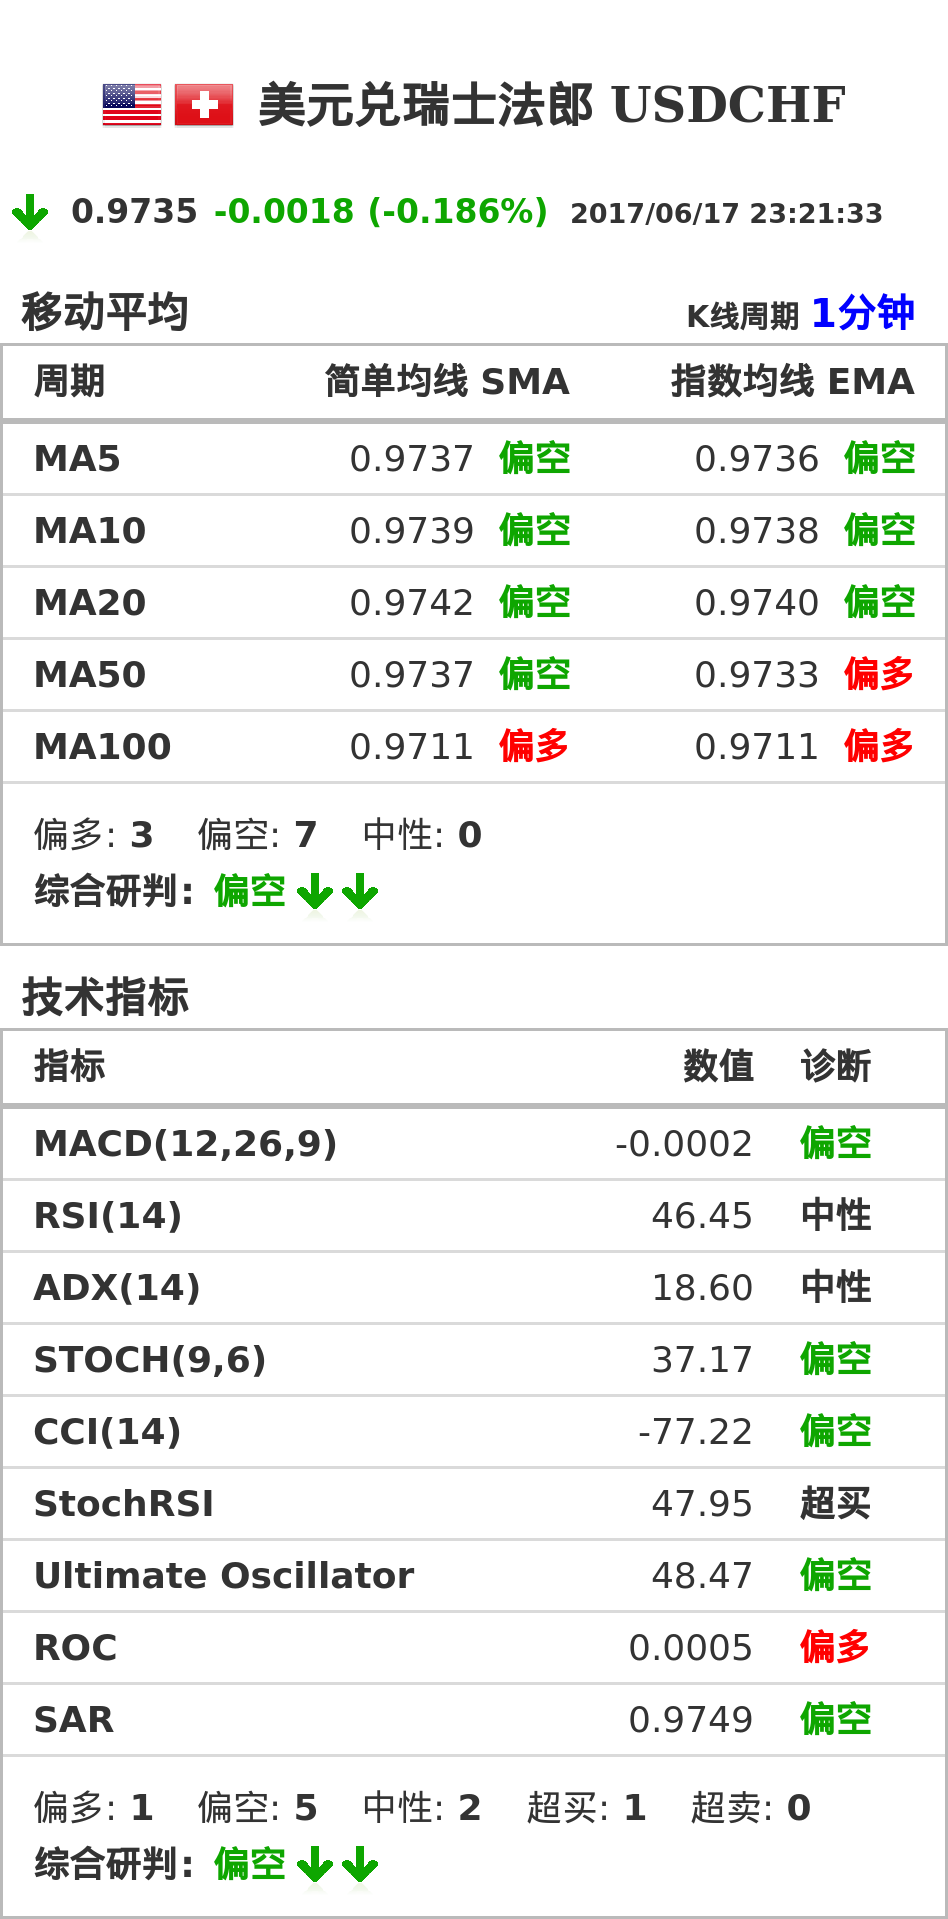 美元兑瑞士法郎 USDCHF
0.9735 -0.0018 (-0.186%) 2017/06/17 23:21:33
移动平均 K线周期 1分钟
周期 简单均线 SMA 指数均线 EMA
MA5 0.9737 偏空 0.9736 偏空
MA10 0.9739 偏空 0.9738 偏空
MA20 0.9742 偏空 0.9740 偏空
MA50 0.9737 偏空 0.9733 偏多
MA100 0.9711 偏多 0.9711 偏多
偏多: 3 偏空: 7 中性: 0
综合研判: 偏空
技术指标
指标 数值 诊断
MACD(12,26,9) -0.0002 偏空
RSI(14) 46.45 中性
ADX(14) 18.60 中性
STOCH(9,6) 37.17 偏空
CCI(14) -77.22 偏空
StochRSI 47.95 超买
Ultimate Oscillator 48.47 偏空
ROC 0.0005 偏多
SAR 0.9749 偏空
偏多: 1 偏空: 5 中性: 2 超买: 1 超卖: 0
综合研判: 偏空